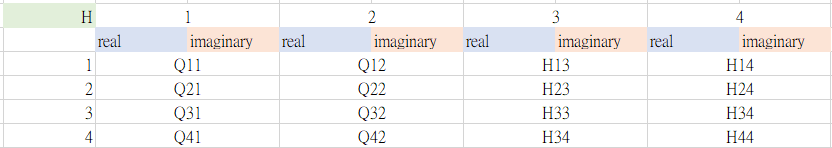 H 1 2 3 4
real imaginary real imaginary real imaginary real imaginary
1 Q11 Q12 H13 H14
2 Q21 Q22 H23 H24
3 Q31 Q32 H33 H34
4 Q41 Q42 H34 H44